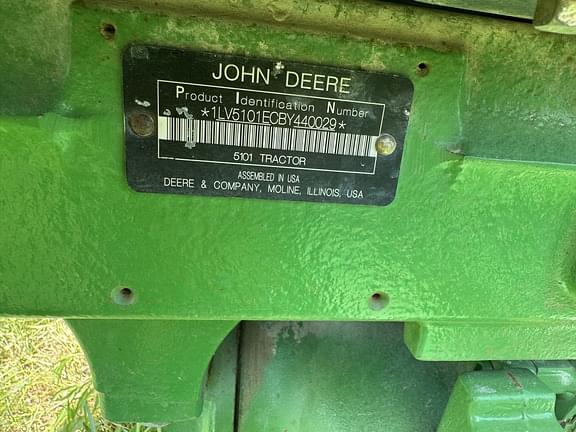 JOHN DEERE
Product Identification Number
*1LV5101ECBY440029*
5101 TRACTOR
ASSEMBLED IN USA
DEERE & COMPANY, MOLINE, ILLINOIS, USA